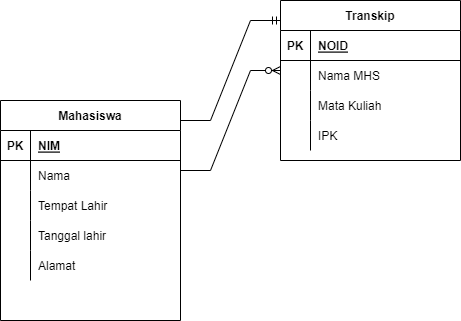 Transkip
PK NOID
Nama MHS
Mata Kuliah
IPK
Mahasiswa
PK NIM
Nama
Tempat Lahir
Tanggal lahir
Alamat